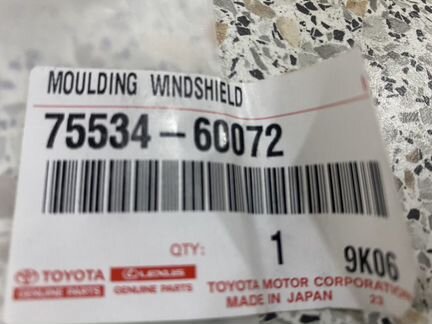 MOULDING WINDSHIELD
75534-60072
QTY: 1 9K06
TOYOTA LEXUS
GENUINE PARTS GENUINE PARTS
TOYOTA MOTOR CORPORATION
MADE IN JAPAN 23